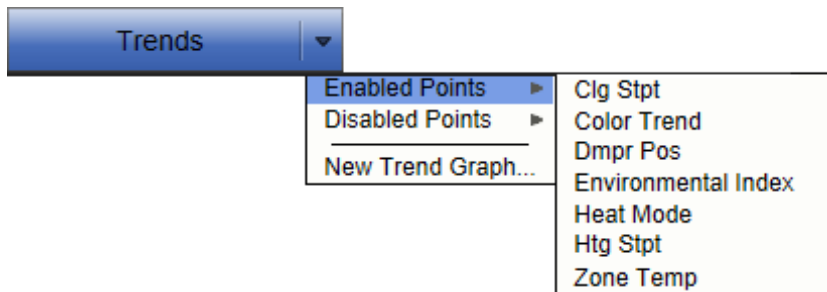 Trends
Enabled Points
Disabled Points
New Trend Graph...
Clg Stpt
Color Trend
Dmpr Pos
Environmental Index
Heat Mode
Htg Stpt
Zone Temp